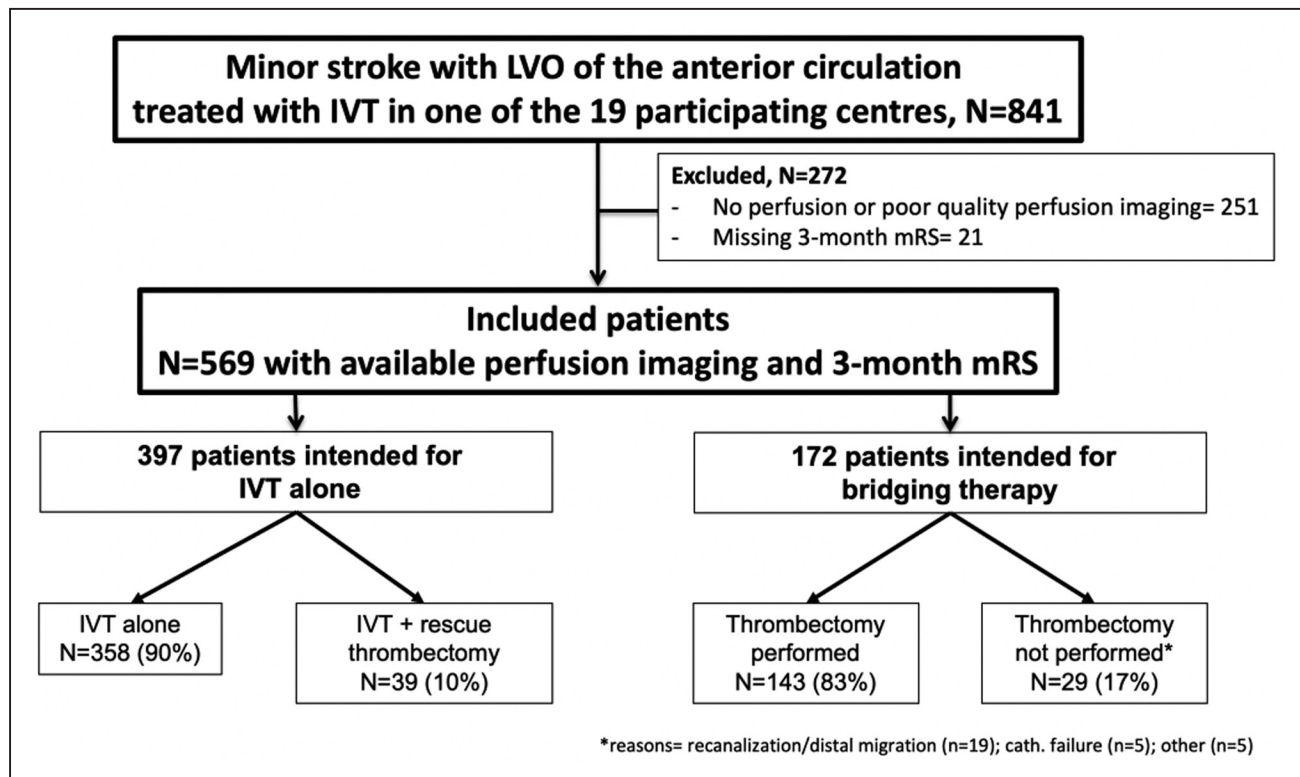 Minor stroke with LVO of the anterior circulation
treated with IVT in one of the 19 participating centres, N=841
Excluded, N=272
- No perfusion or poor quality perfusion imaging= 251
- Missing 3-month mRS= 21
Included patients
N=569 with available perfusion imaging and 3-month mRS
397 patients intended for
IVT alone
172 patients intended for
bridging therapy
IVT alone
N=358 (90%)
IVT + rescue
thrombectomy
N=39 (10%)
Thrombectomy
performed
N=143 (83%)
Thrombectomy
not performed*
N=29 (17%)
*reasons= recanalization/distal migration (n=19); cath. failure (n=5); other (n=5)